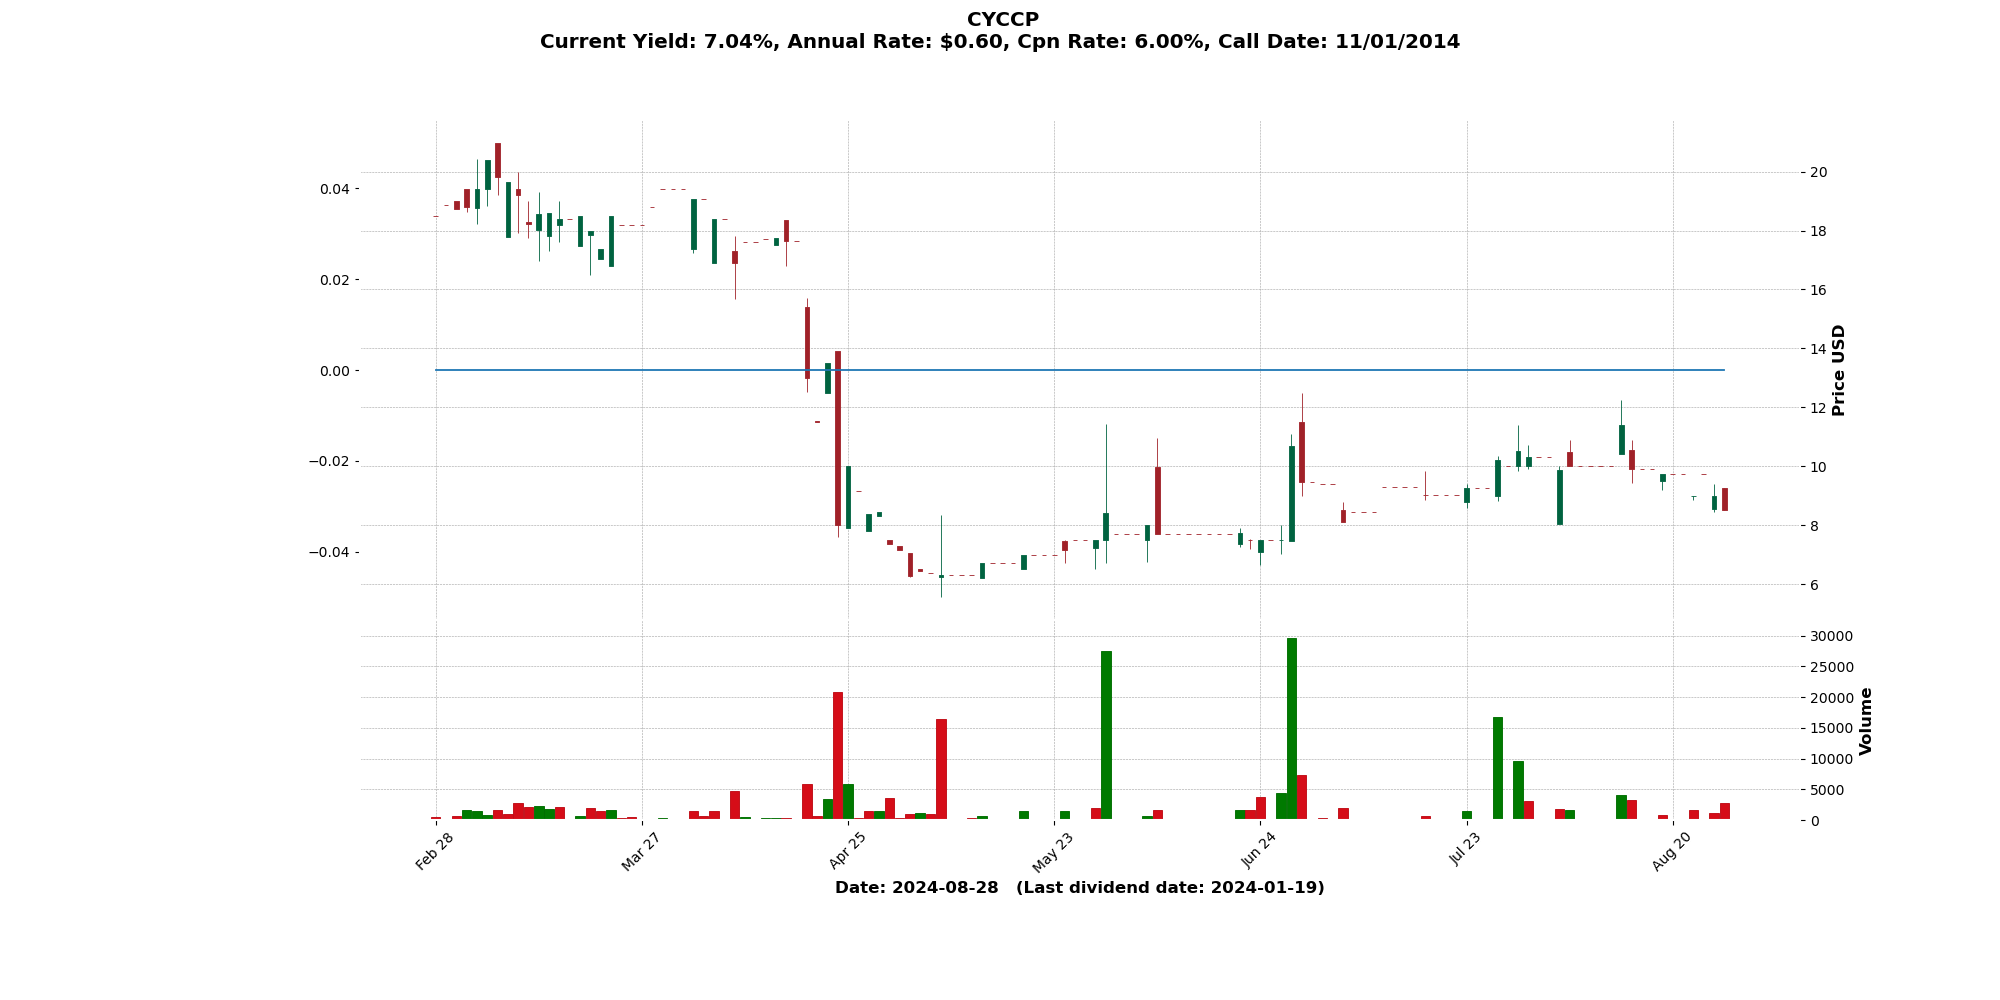 CYCCP
Current Yield: 7.04%, Annual Rate: $0.60, Cpn Rate: 6.00%, Call Date: 11/01/2014
0.04
0.02
0.00
−0.02
−0.04
20
18
16
14
12
10
8
6
Price USD
30000
25000
20000
15000
10000
5000
0
Volume
Feb 28
Mar 27
Apr 25
May 23
Jun 24
Jul 23
Aug 20
Date: 2024-08-28   (Last dividend date: 2024-01-19)